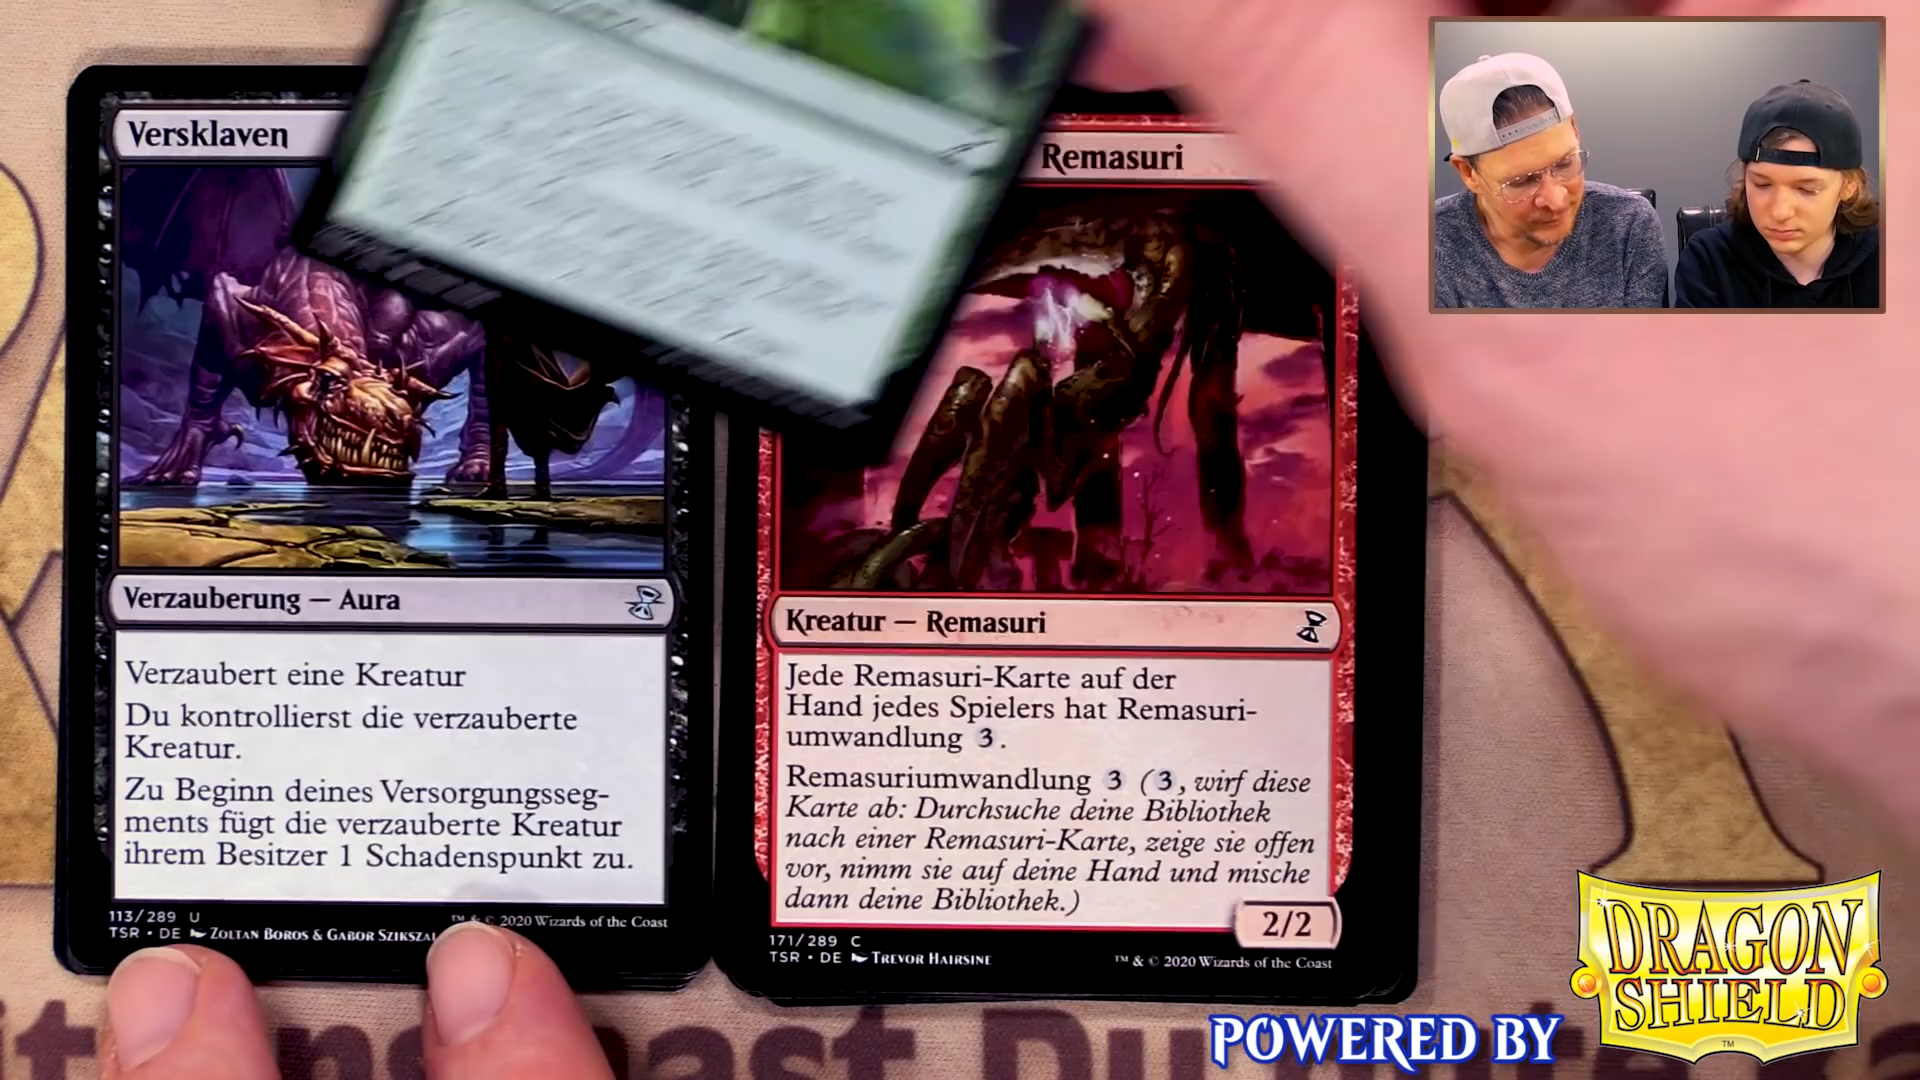 Versklaven
Verzauberung — Aura
Verzaubert eine Kreatur
Du kontrollierst die verzauberte
Kreatur.
Zu Beginn deines Versorgungsseg-
ments fügt die verzauberte Kreatur
ihrem Besitzer 1 Schadenspunkt zu.
113/289 U
TSR • DE ZOLTAN BOROS & GABOR SZIKSZAI
™ & © 2020 Wizards of the Coast
Remasuri
Kreatur — Remasuri
Jede Remasuri-Karte auf der
Hand jedes Spielers hat Remasuri-
umwandlung 3.
Remasuriumwandlung 3 (3, wirf diese
Karte ab: Durchsuche deine Bibliothek
nach einer Remasuri-Karte, zeige sie offen
vor, nimm sie auf deine Hand und mische
dann deine Bibliothek.)
2/2
171/289 C
TSR • DE TREVOR HAIRSINE
™ & © 2020 Wizards of the Coast
POWERED BY
DRAGON
SHIELD
™